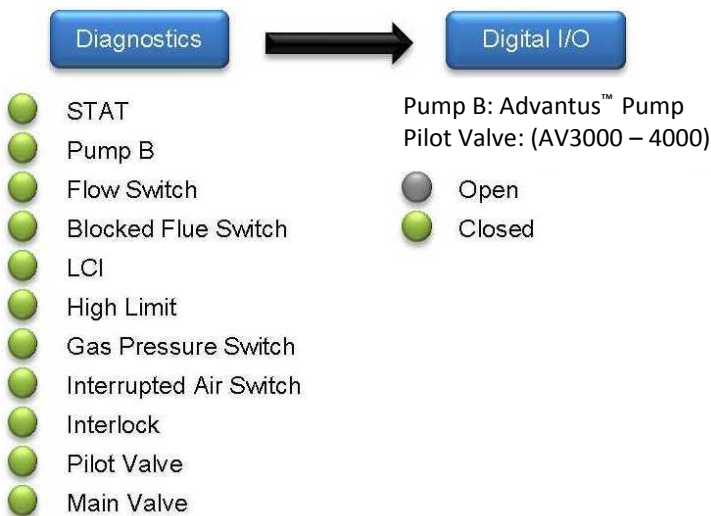 Diagnostics
Digital I/O
STAT
Pump B
Flow Switch
Blocked Flue Switch
LCI
High Limit
Gas Pressure Switch
Interrupted Air Switch
Interlock
Pilot Valve
Main Valve
Pump B: Advantus™ Pump
Pilot Valve: (AV3000 – 4000)
Open
Closed